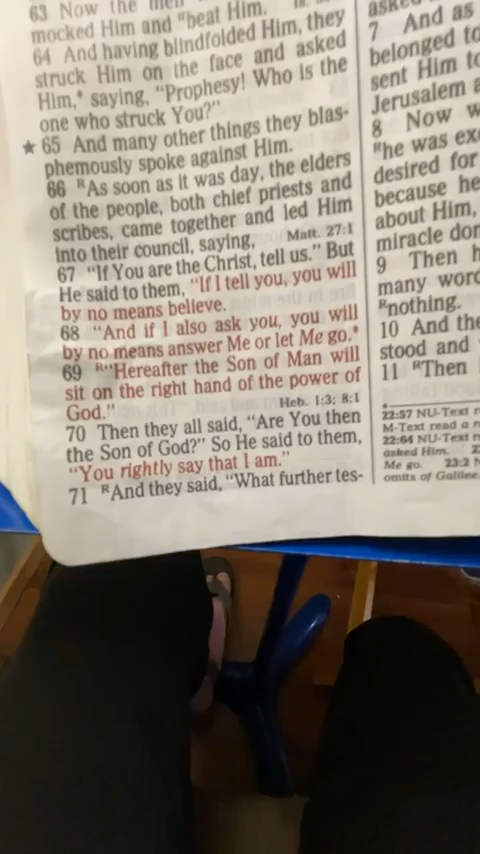 63 Now the men
mocked Him and ᴿbeat Him.
64 And having blindfolded Him, they
struck Him on the face and asked
Him,* saying, "Prophesy! Who is the
one who struck You?"
★ 65 And many other things they blas-
phemously spoke against Him.
66 ᴿAs soon as it was day, the elders
of the people, both chief priests and
scribes, came together and led Him
into their council, saying, Matt. 27:1
67 "If You are the Christ, tell us." But
He said to them, "If I tell you, you will
by no means believe.
68 "And if I also ask you, you will
by no means answer Me or let Me go.*
69 ᴿ"Hereafter the Son of Man will
sit on the right hand of the power of
God." Heb. 1:3; 8:1
70 Then they all said, "Are You then
the Son of God?" So He said to them,
"You rightly say that I am."
71 ᴿAnd they said, "What further tes-
asked
7 And as
belonged to
sent Him to
Jerusalem
8 Now
ᴿhe was
desired for
because he
about Him,
miracle
9 Then
many
ᴿnothing.
10 And the
stood and
11 ᴿThen
22:57 NU-Text
M-Text read a
22:64 NU-Text
asked Him.
Me go. 23:2
omits of Galilee